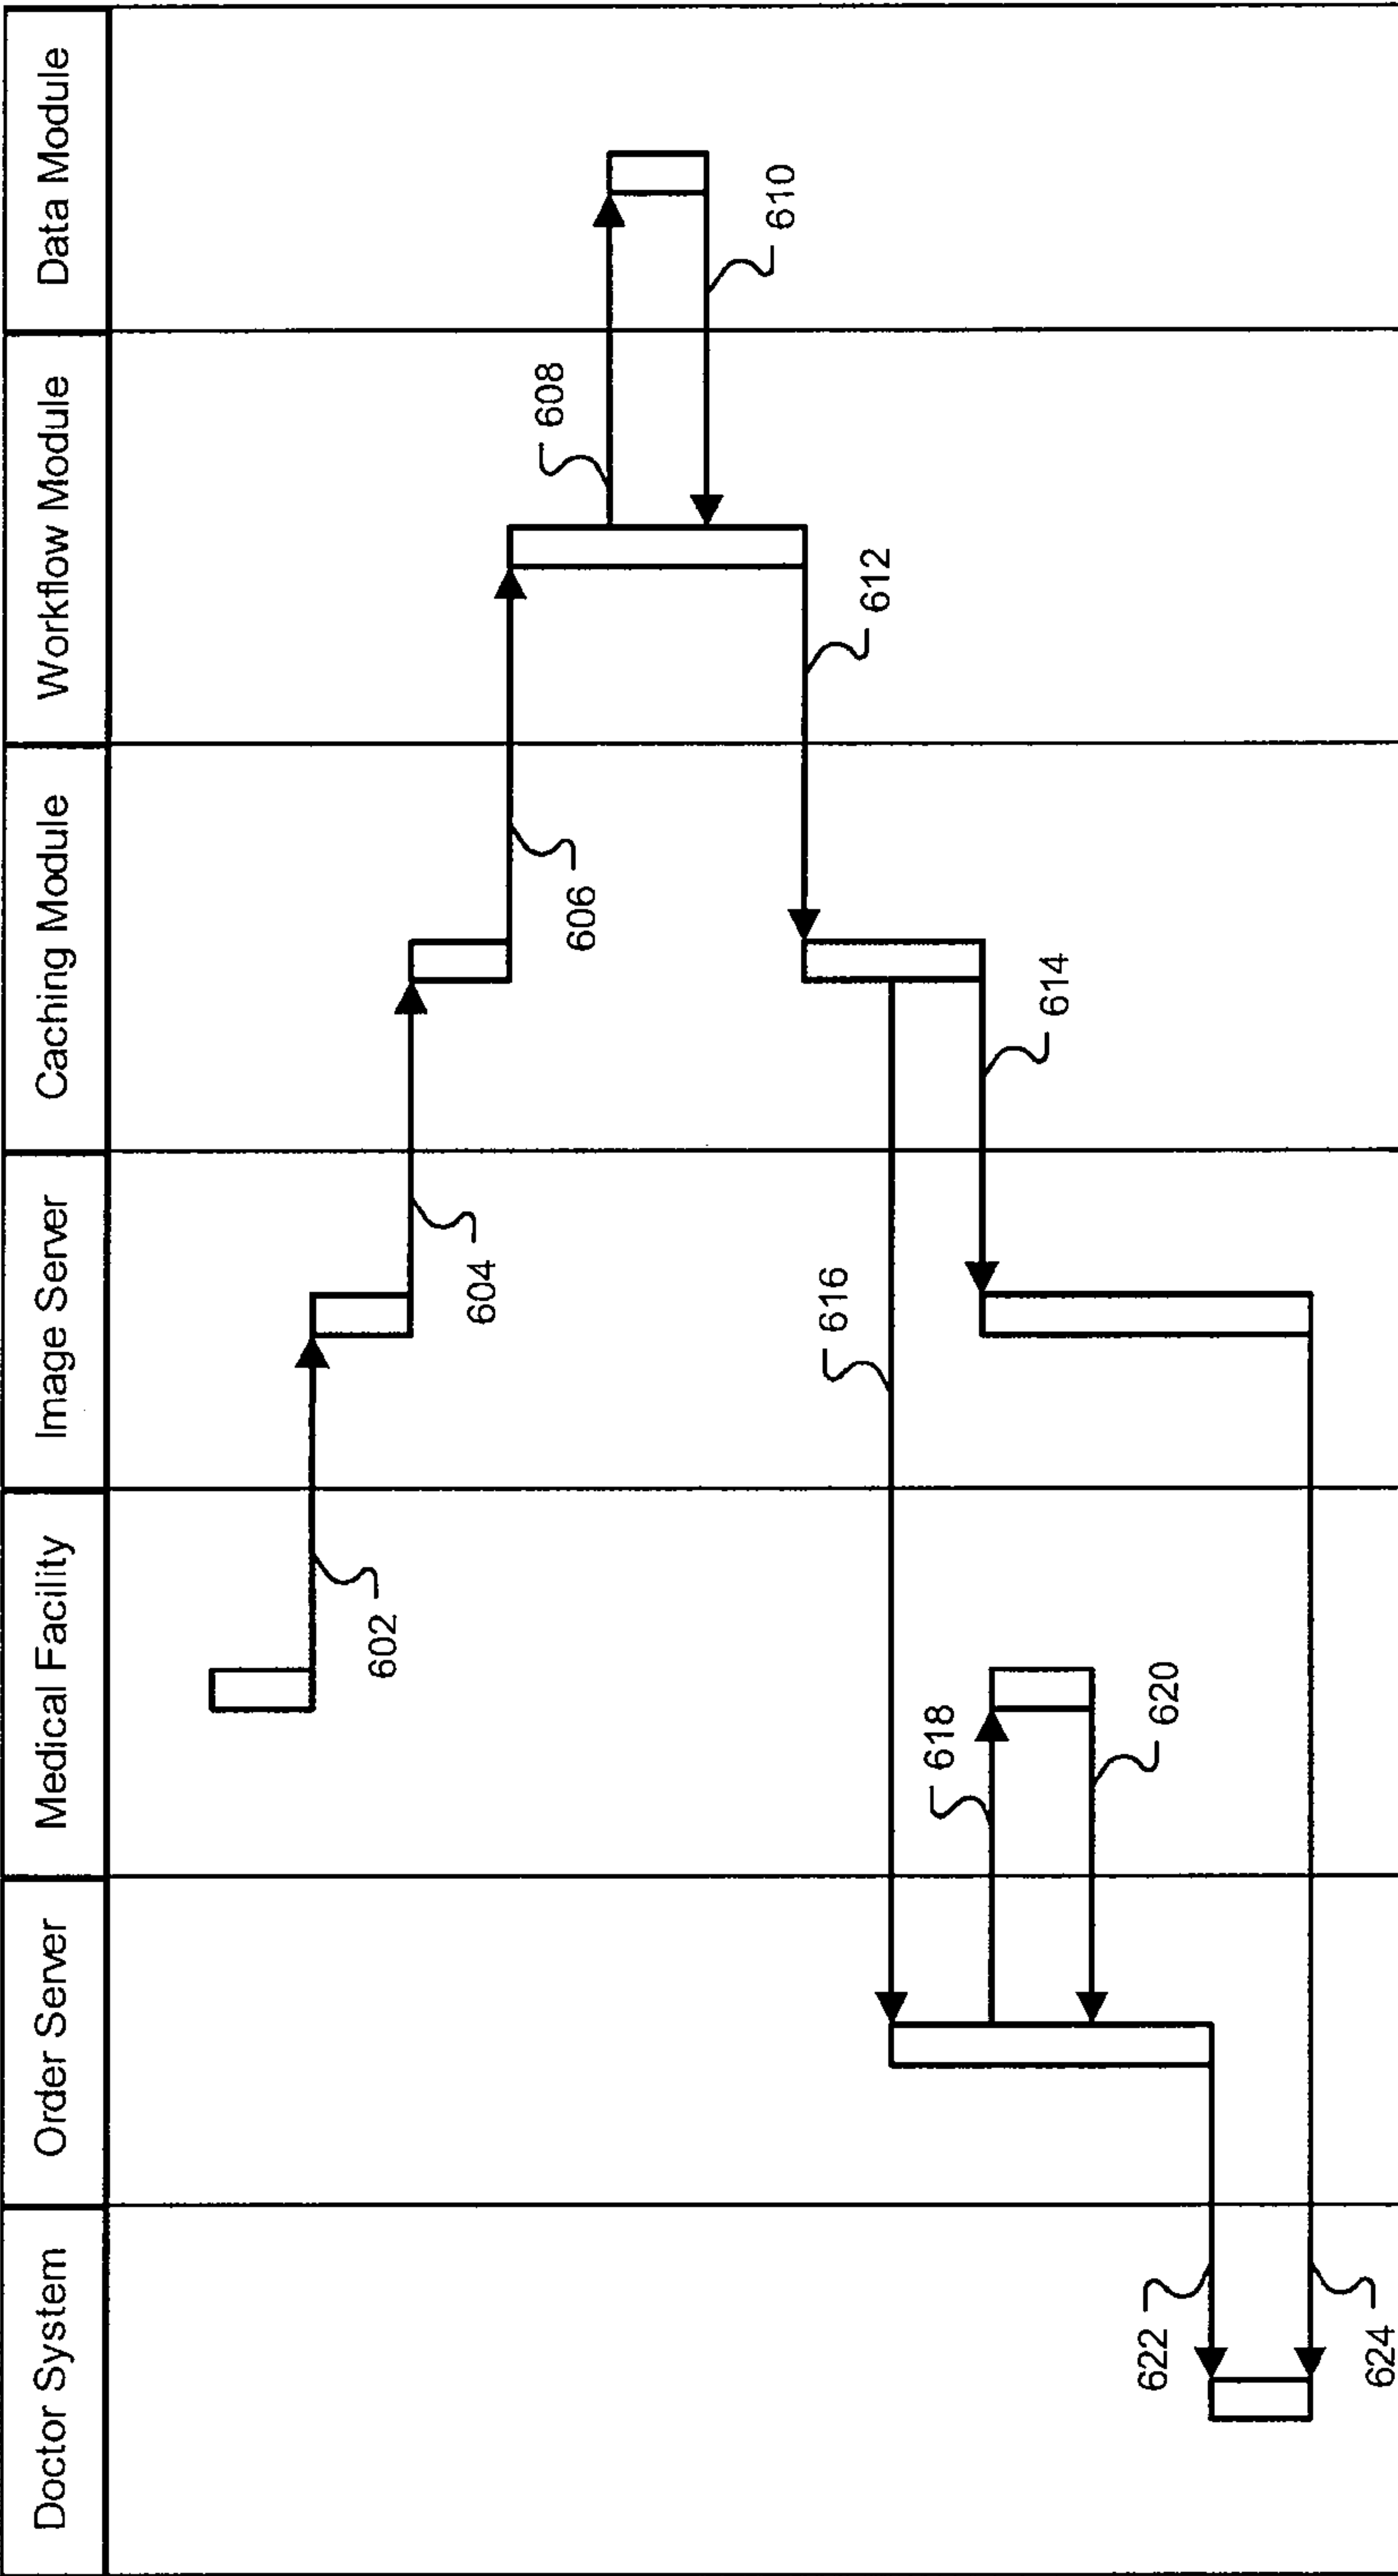 Doctor System
Order Server
Medical Facility
Image Server
Caching Module
Workflow Module
Data Module
602
604
606
608
610
612
616
614
618
620
622
624